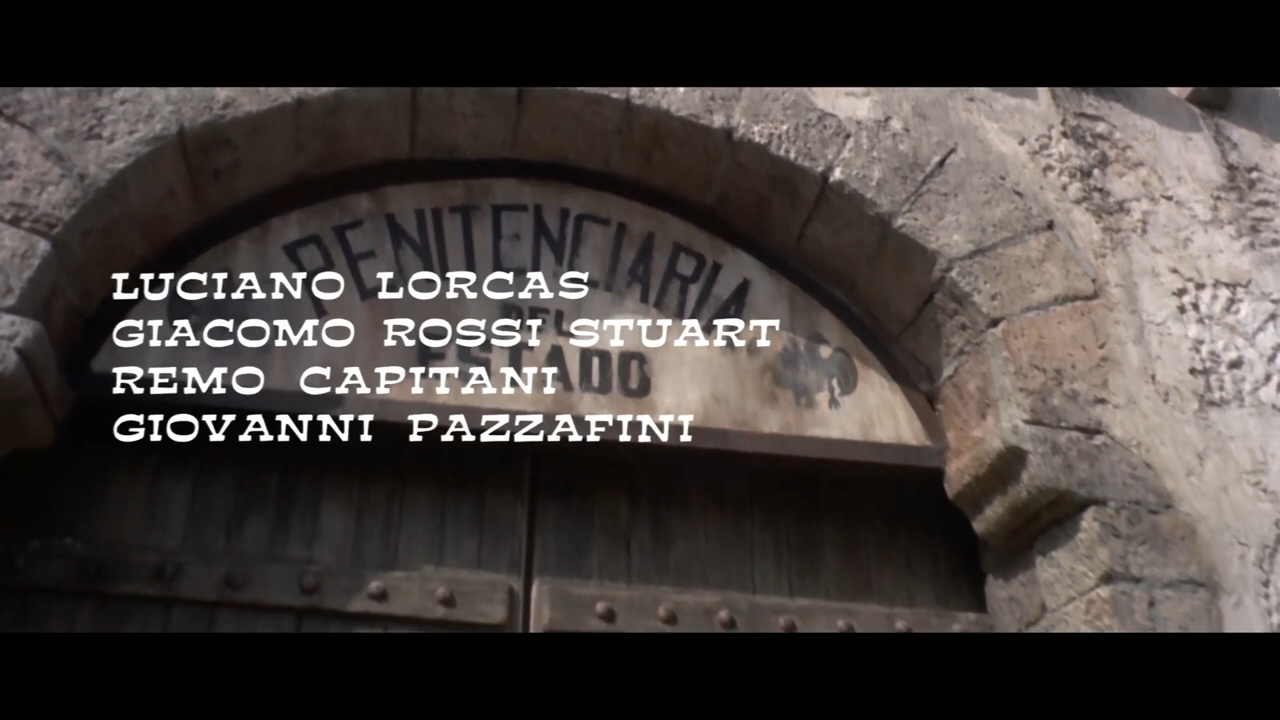 PENITENCIARIA
DEL
ESTADO
LUCIANO LORCAS
GIACOMO ROSSI STUART
REMO CAPITANI
GIOVANNI PAZZAFINI